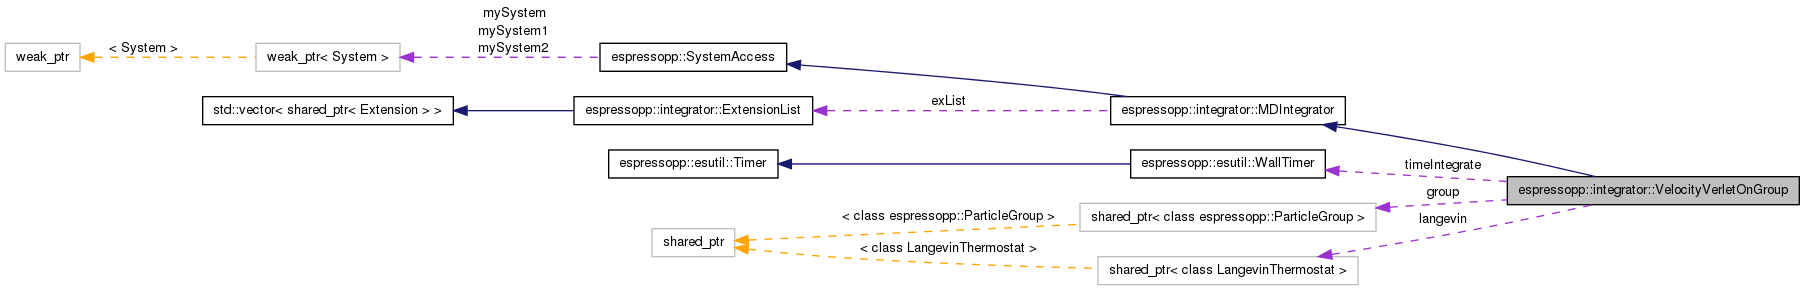 mySystem
mySystem1
mySystem2
weak_ptr
< System >
weak_ptr< System >
espressopp::SystemAccess
std::vector< shared_ptr< Extension > >
espressopp::integrator::ExtensionList
exList
espressopp::integrator::MDIntegrator
espressopp::esutil::Timer
espressopp::esutil::WallTimer
timeIntegrate
espressopp::integrator::VelocityVerletOnGroup
group
langevin
< class espressopp::ParticleGroup >
shared_ptr< class espressopp::ParticleGroup >
shared_ptr
< class LangevinThermostat >
shared_ptr< class LangevinThermostat >